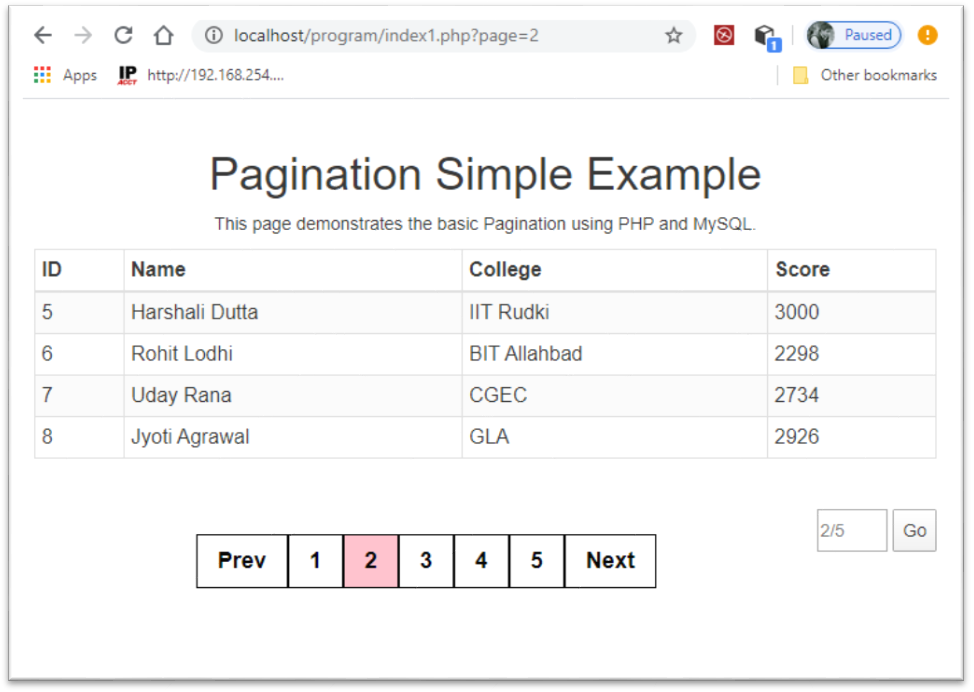 localhost/program/index1.php?page=2
1
Paused
Apps
IP
ACCT
http://192.168.254....
Other bookmarks
Pagination Simple Example
This page demonstrates the basic Pagination using PHP and MySQL.
ID Name College Score
5 Harshali Dutta IIT Rudki 3000
6 Rohit Lodhi BIT Allahbad 2298
7 Uday Rana CGEC 2734
8 Jyoti Agrawal GLA 2926
2/5 Go
Prev 1 2 3 4 5 Next